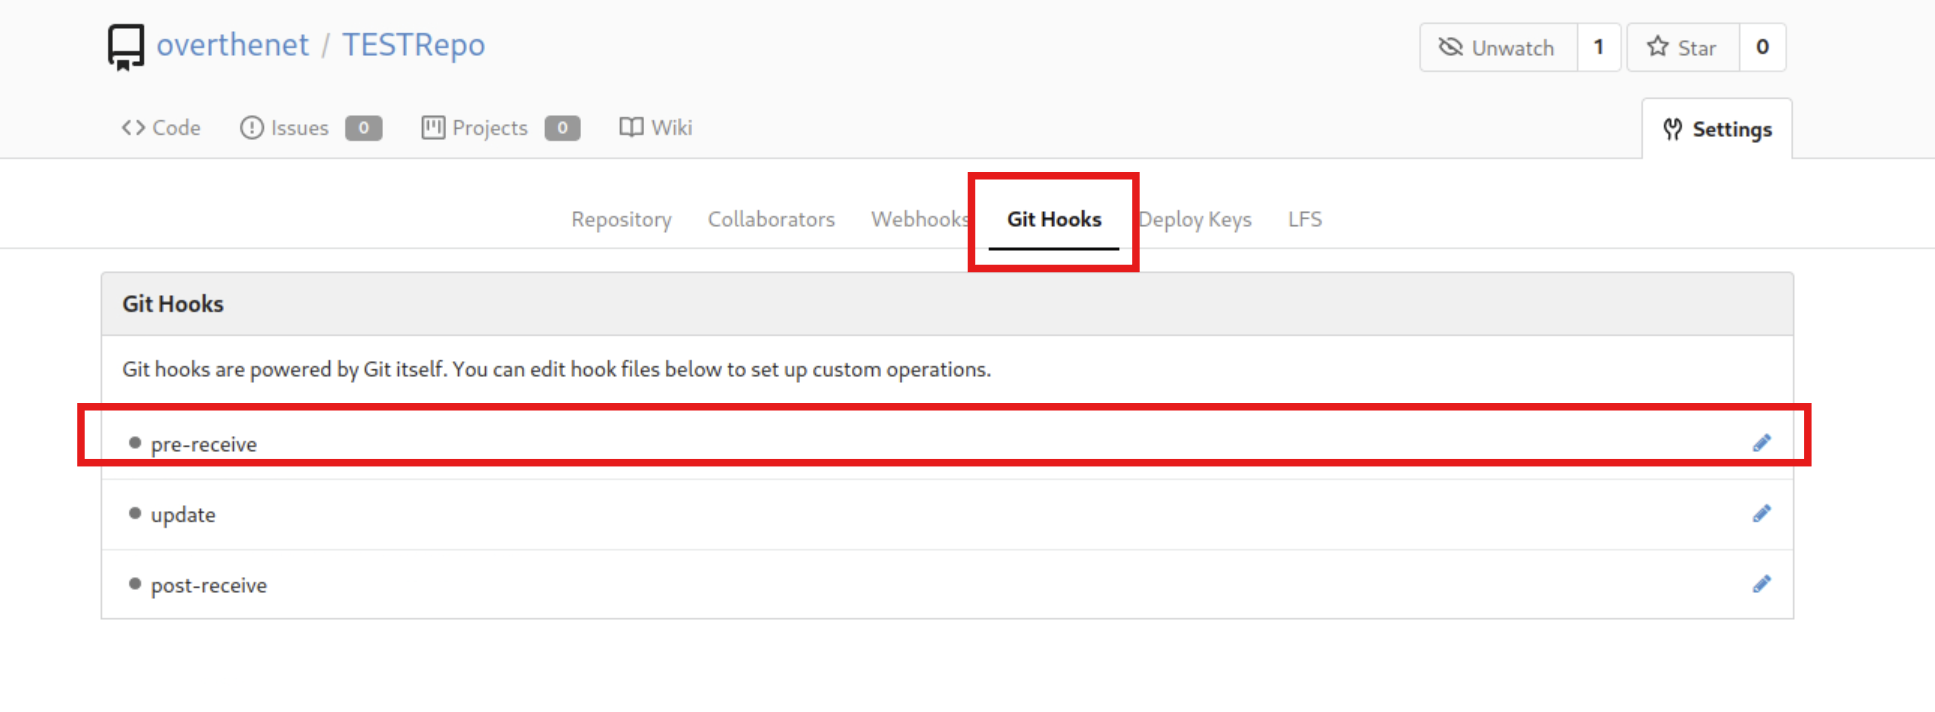 overthenet / TESTRepo
Unwatch 1 Star 0
Code Issues 0 Projects 0 Wiki Settings
Repository Collaborators Webhooks Git Hooks Deploy Keys LFS
Git Hooks
Git hooks are powered by Git itself. You can edit hook files below to set up custom operations.
pre-receive
update
post-receive